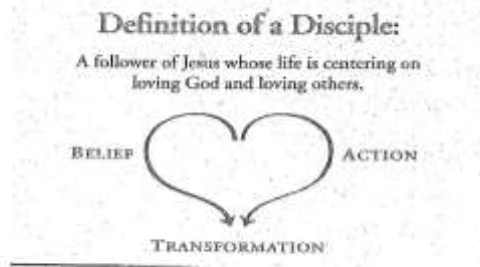 Definition of a Disciple:
A follower of Jesus whose life is centering on
loving God and loving others.
BELIEF
ACTION
TRANSFORMATION